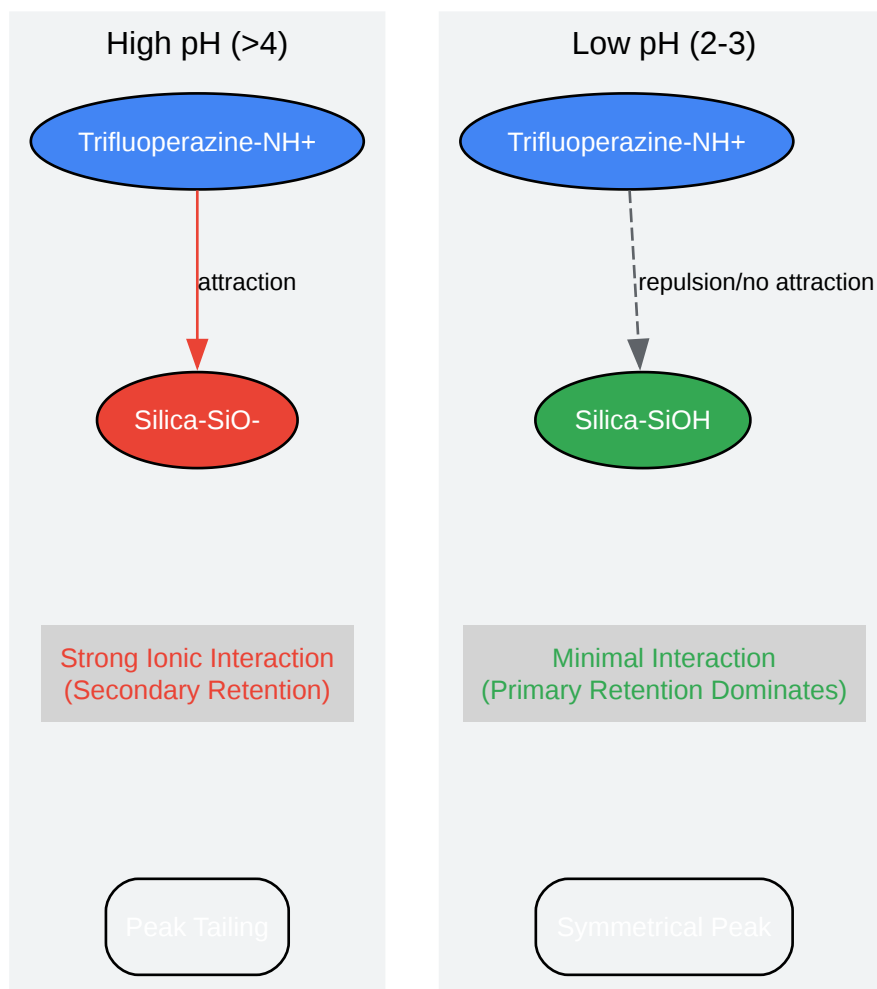 High pH (>4)
Trifluoperazine-NH+
attraction
Silica-SiO-
Strong Ionic Interaction
(Secondary Retention)
Peak Tailing
Low pH (2-3)
Trifluoperazine-NH+
repulsion/no attraction
Silica-SiOH
Minimal Interaction
(Primary Retention Dominates)
Symmetrical Peak